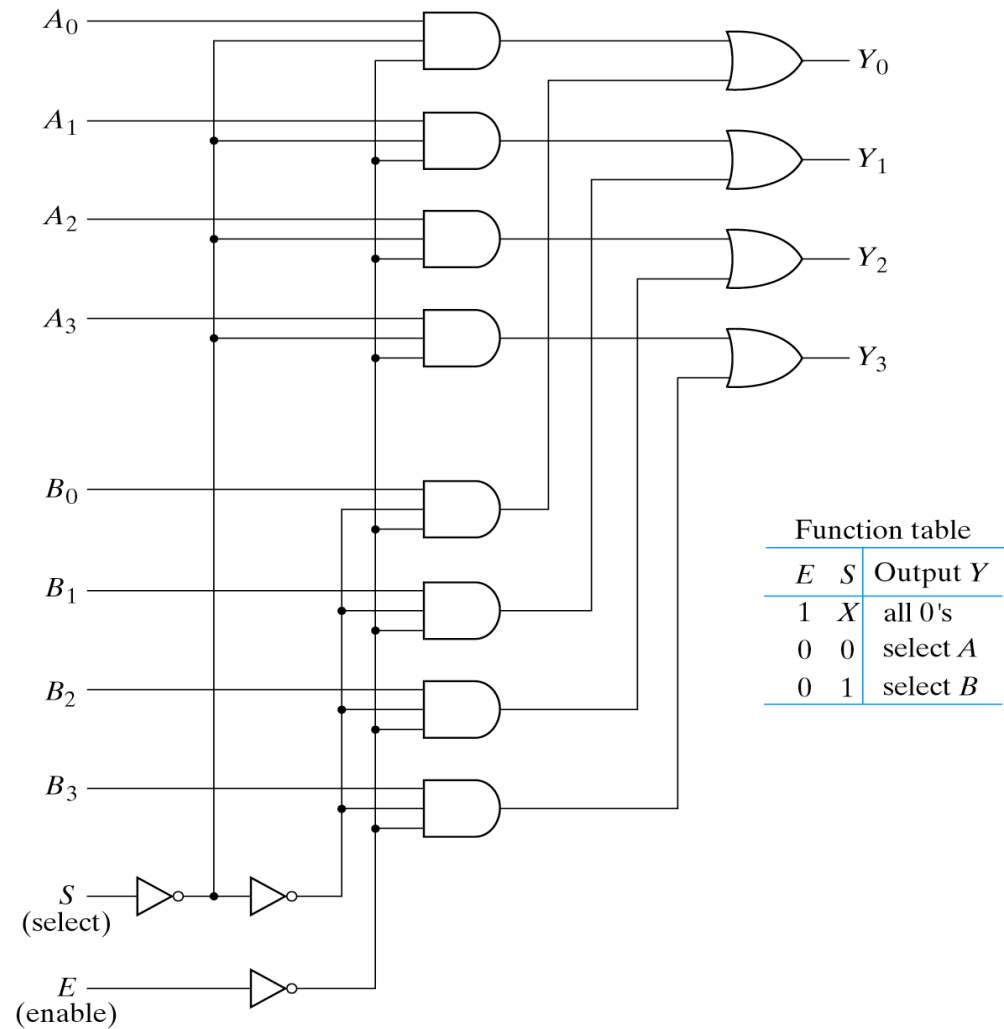 A0
Y0
A1
Y1
A2
Y2
A3
Y3
B0
Function table
E S Output Y
B1
1 X all 0's
0 0 select A
B2
0 1 select B
B3
S
(select)
E
(enable)